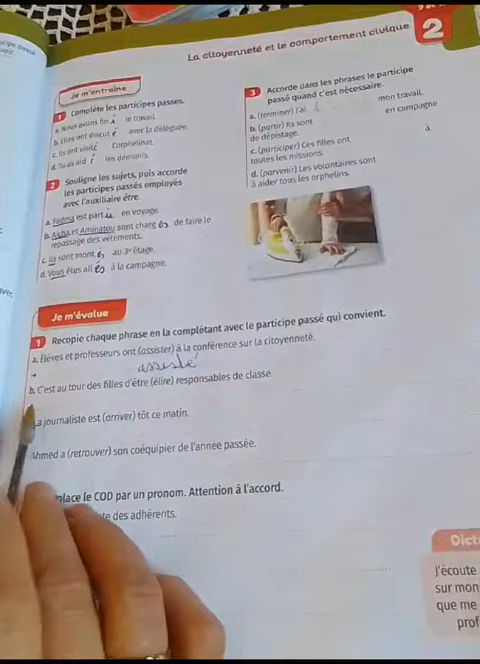 La citoyenneté et le comportement civique
2
Je m'entraîne
1 Complète les participes passés.
a. Nous avons fin i le travail.
b. Elles ont discut é avec la déléguée.
c. Ils ont visit é l'orphelinat.
d. Tu as aid é les démunis.
2 Souligne les sujets, puis accorde
les participes passés employés
avec l'auxiliaire être.
a. Fadma est part ie en voyage.
b. Aicha et Aminatou sont charg és de faire le
repassage des vêtements.
c. Ils sont mont és au 3e étage.
d. Vous êtes all és à la campagne.
3 Accorde dans les phrases le participe
passé quand c'est nécessaire.
a. (terminer) J'ai mon travail.
b. (partir) Ils sont en campagne
de dépistage.
c. (participer) Ces filles ont à
toutes les missions.
d. (parvenir) Les volontaires sont
à aider tous les orphelins.
Je m'évalue
1 Recopie chaque phrase en la complétant avec le participe passé qui convient.
a. Élèves et professeurs ont (assister) à la conférence sur la citoyenneté.
→ assisté
b. C'est au tour des filles d'être (élire) responsables de classe.
La journaliste est (arriver) tôt ce matin.
Ahmed a (retrouver) son coéquipier de l'année passée.
place le COD par un pronom. Attention à l'accord.
des adhérents.
Dict
J'écoute
sur mon
que me
prof